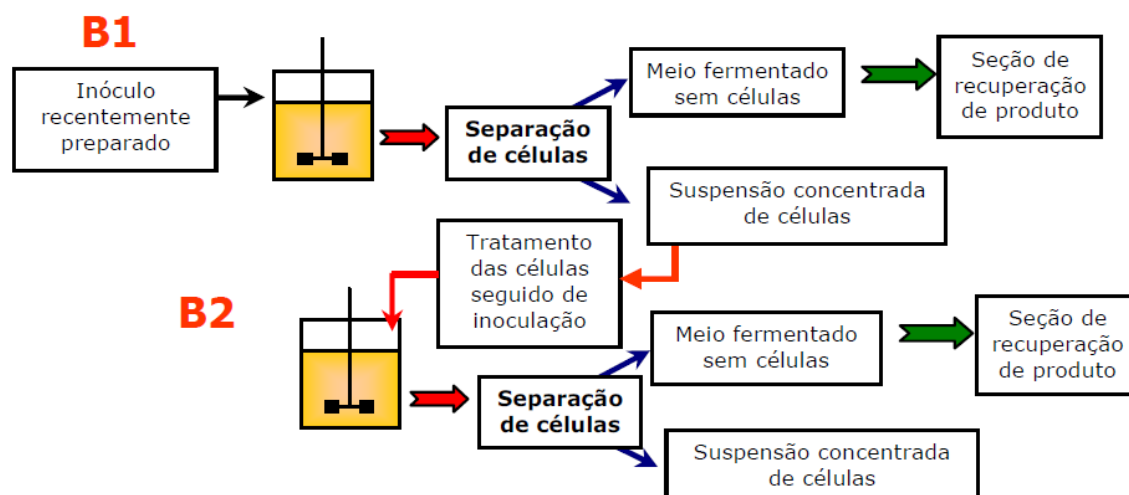 B1
Inóculo
recentemente
preparado
Separação
de células
Meio fermentado
sem células
Seção de
recuperação
de produto
Suspensão concentrada
de células
Tratamento
das células
seguido de
inoculação
B2
Separação
de células
Meio fermentado
sem células
Seção de
recuperação
de produto
Suspensão concentrada
de células